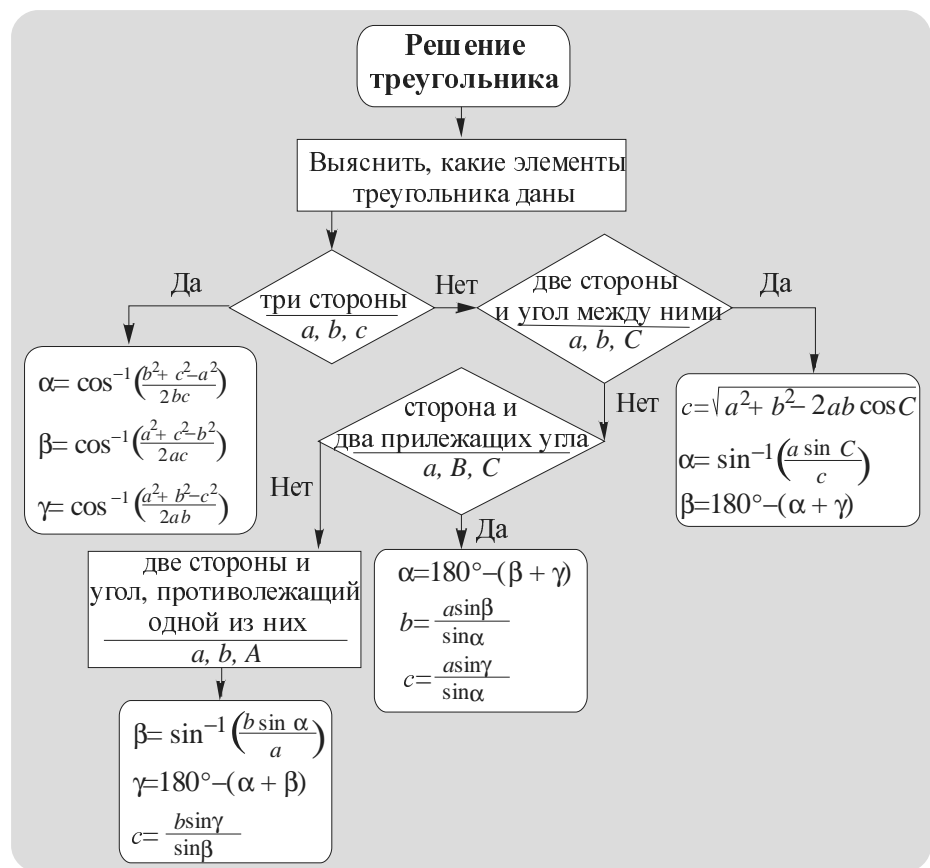 Решение
треугольника
Выяснить, какие элементы
треугольника даны
Да
три стороны
a, b, c
Нет
две стороны
и угол между ними
a, b, C
Да
α= cos⁻¹((b²+ c²–a²)/(2bc))
β= cos⁻¹((a²+ c²–b²)/(2ac))
γ= cos⁻¹((a²+ b²–c²)/(2ab))
Нет
c=√(a²+ b²– 2ab cosC)
α= sin⁻¹((a sin C)/c)
β=180°–(α + γ)
сторона и
два прилежащих угла
a, B, C
Нет
Да
две стороны и
угол, противолежащий
одной из них
a, b, A
α=180°–(β + γ)
b= asinβ/sinα
c= asinγ/sinα
β= sin⁻¹((b sin α)/a)
γ=180°–(α + β)
c= bsinγ/sinβ